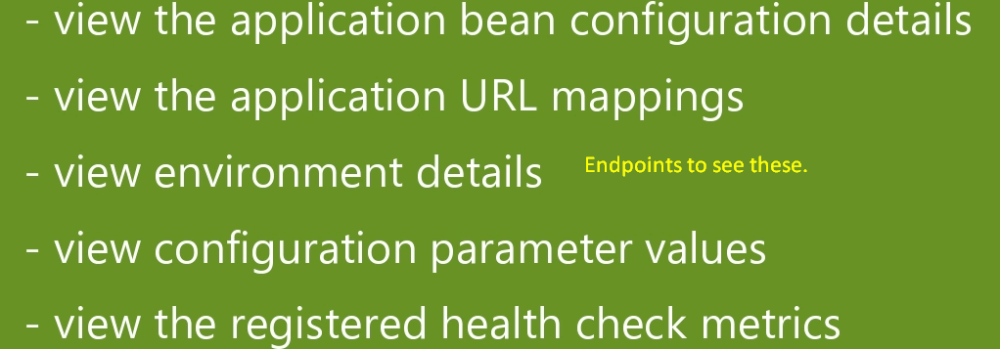 - view the application bean configuration details
- view the application URL mappings
- view environment details
Endpoints to see these.
- view configuration parameter values
- view the registered health check metrics